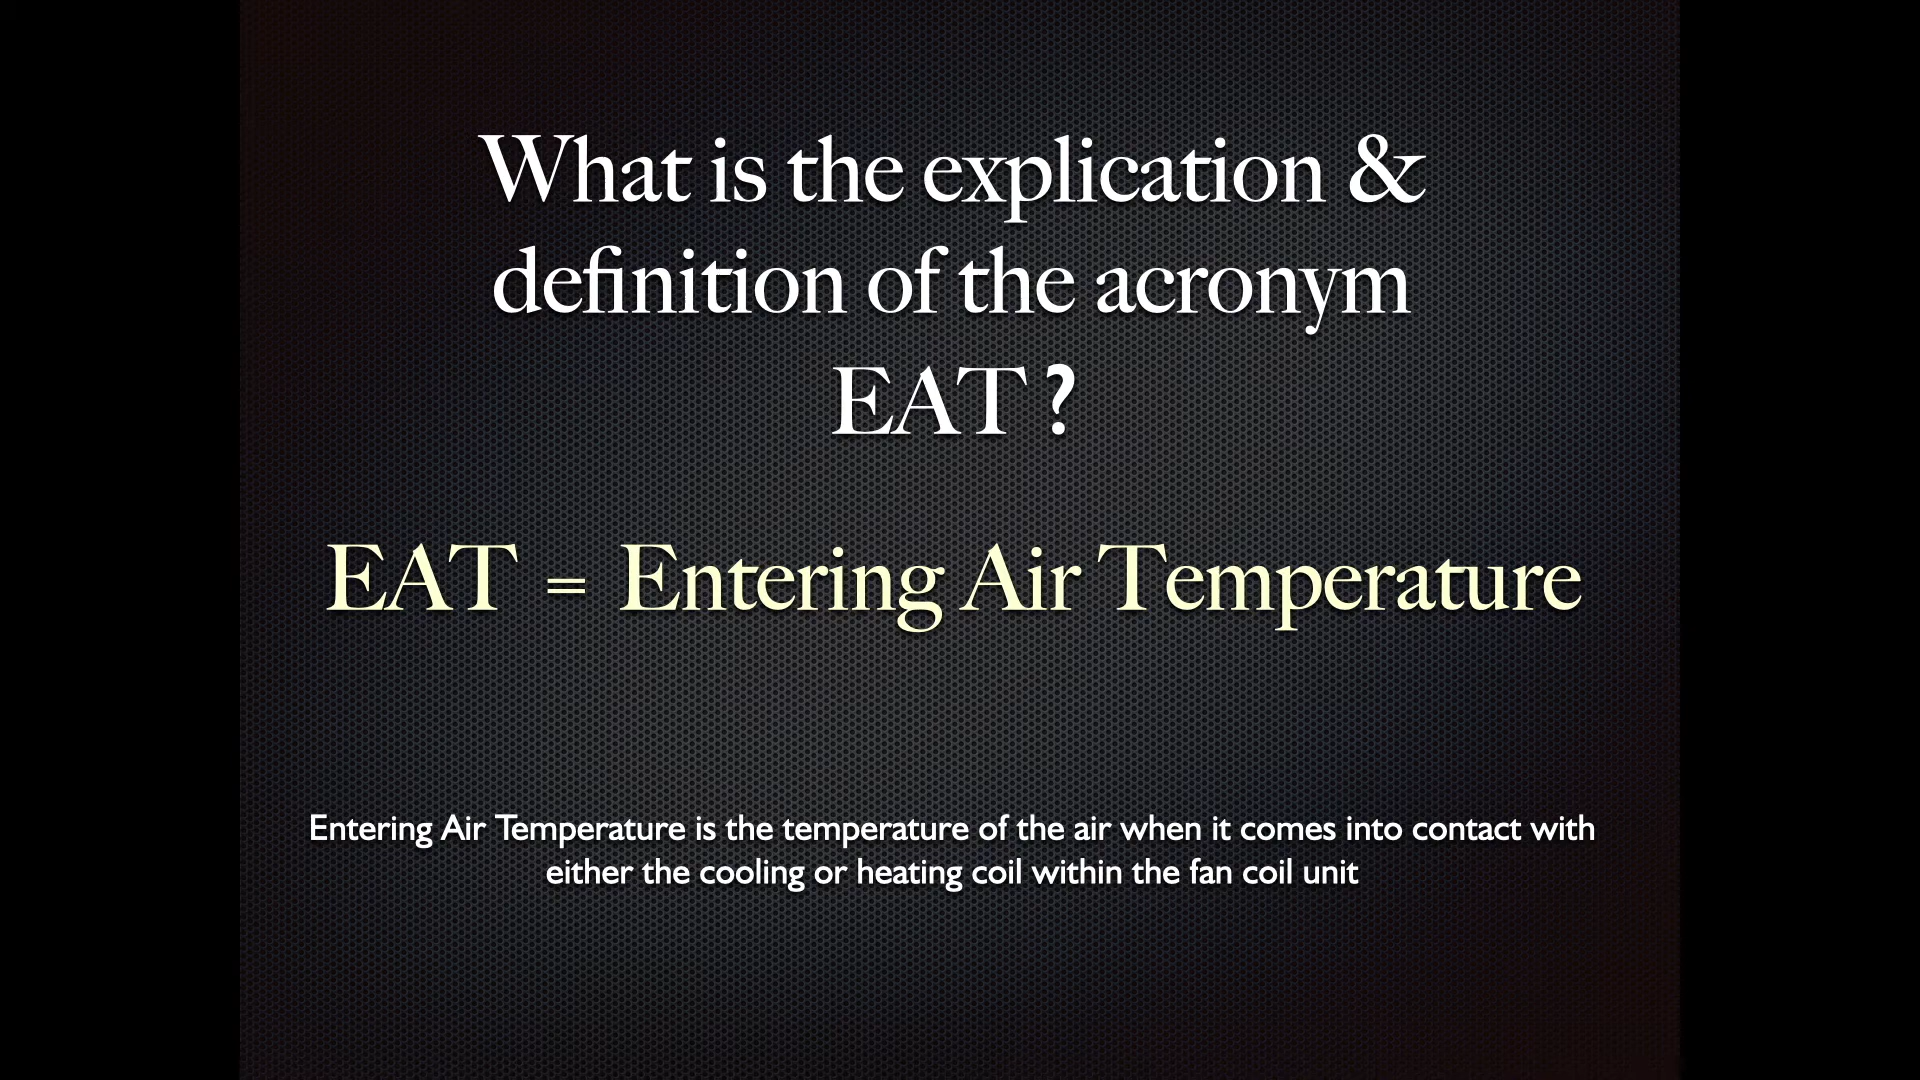 What is the explication &
definition of the acronym
EAT ?
EAT = Entering Air Temperature
Entering Air Temperature is the temperature of the air when it comes into contact with
either the cooling or heating coil within the fan coil unit